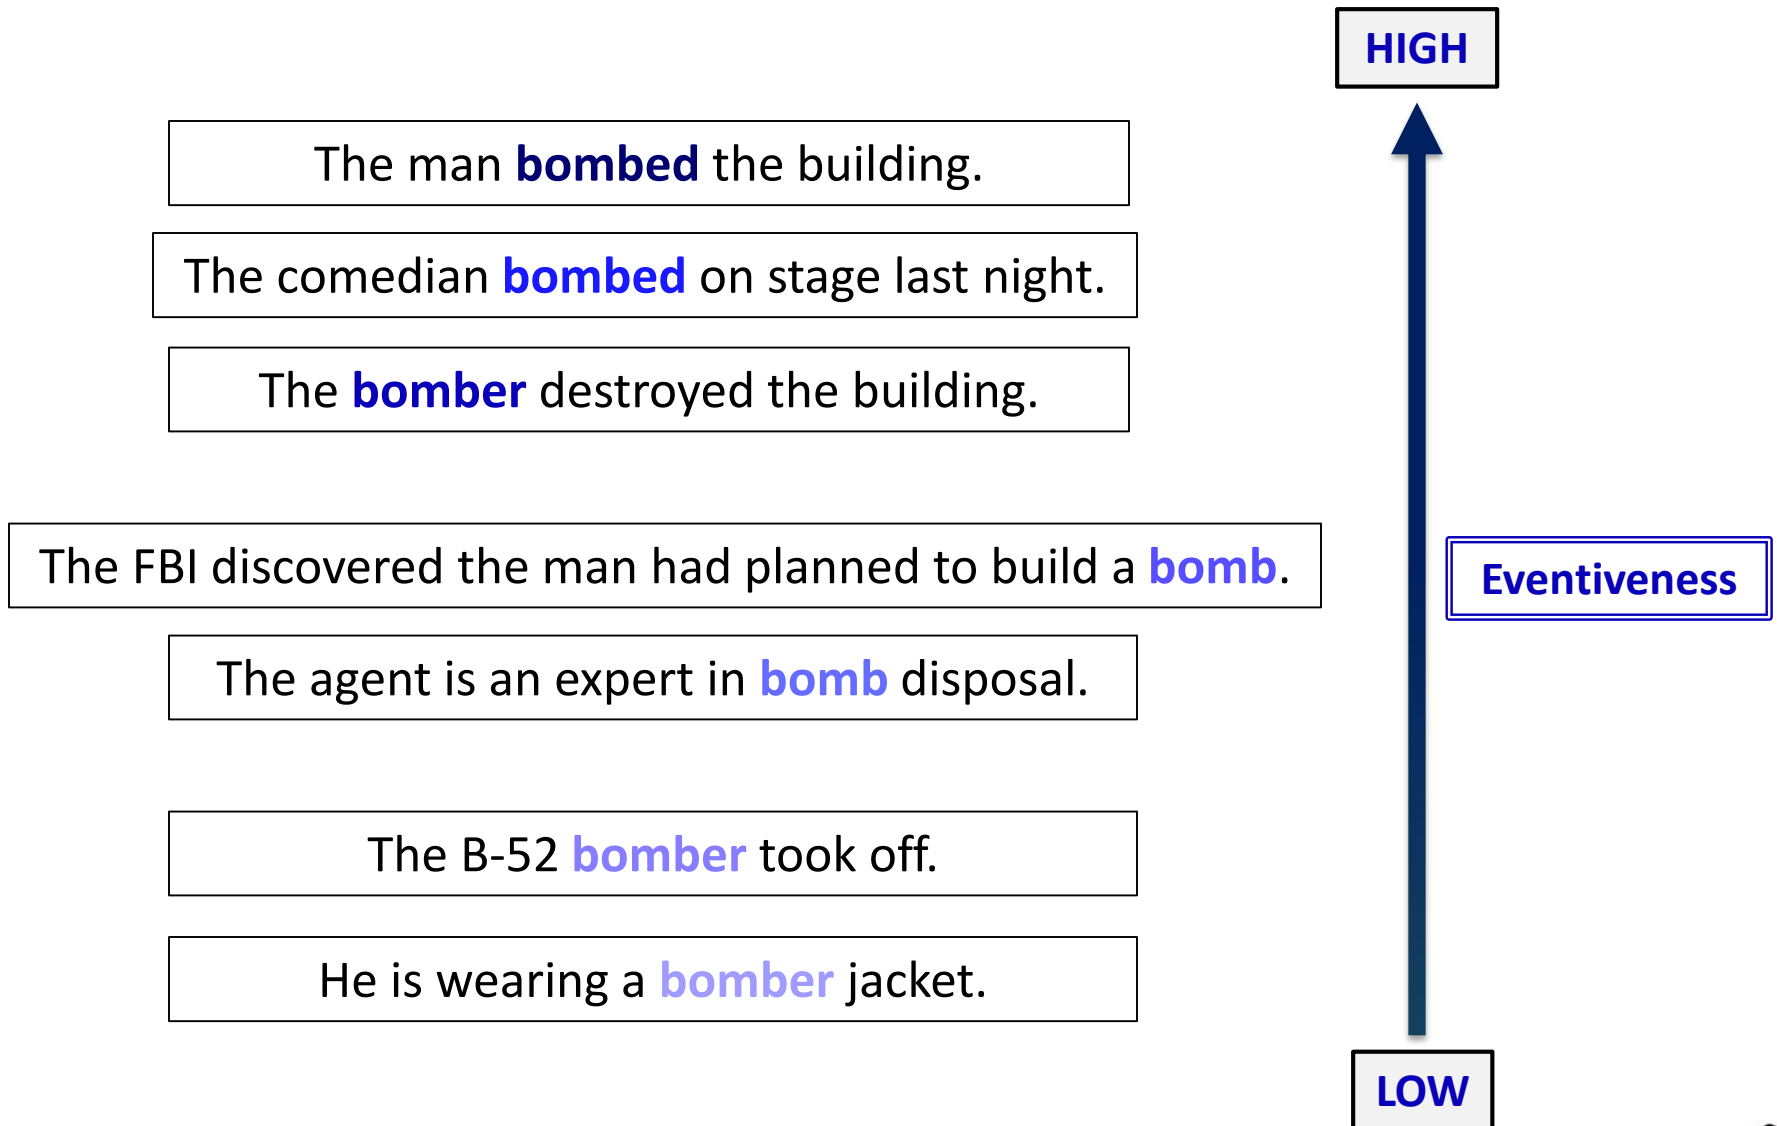 HIGH
The man bombed the building.
The comedian bombed on stage last night.
The bomber destroyed the building.
The FBI discovered the man had planned to build a bomb.
Eventiveness
The agent is an expert in bomb disposal.
The B-52 bomber took off.
He is wearing a bomber jacket.
LOW